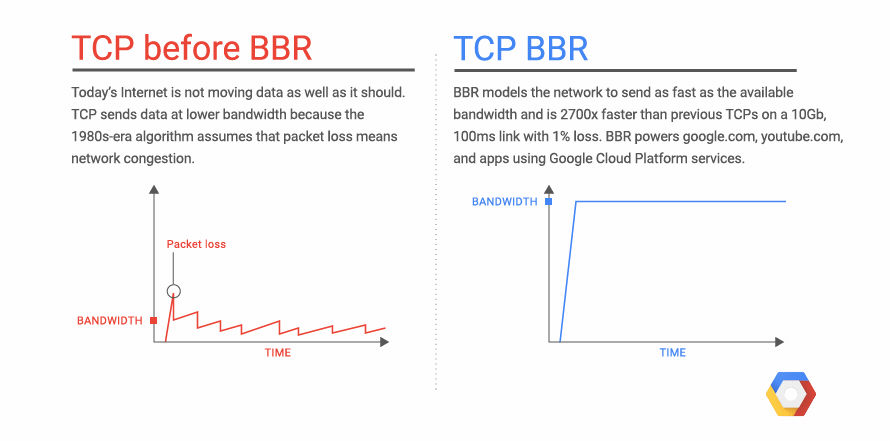 TCP before BBR
Today's Internet is not moving data as well as it should.
TCP sends data at lower bandwidth because the
1980s-era algorithm assumes that packet loss means
network congestion.
Packet loss
BANDWIDTH
TIME
TCP BBR
BBR models the network to send as fast as the available
bandwidth and is 2700x faster than previous TCPs on a 10Gb,
100ms link with 1% loss. BBR powers google.com, youtube.com,
and apps using Google Cloud Platform services.
BANDWIDTH
TIME